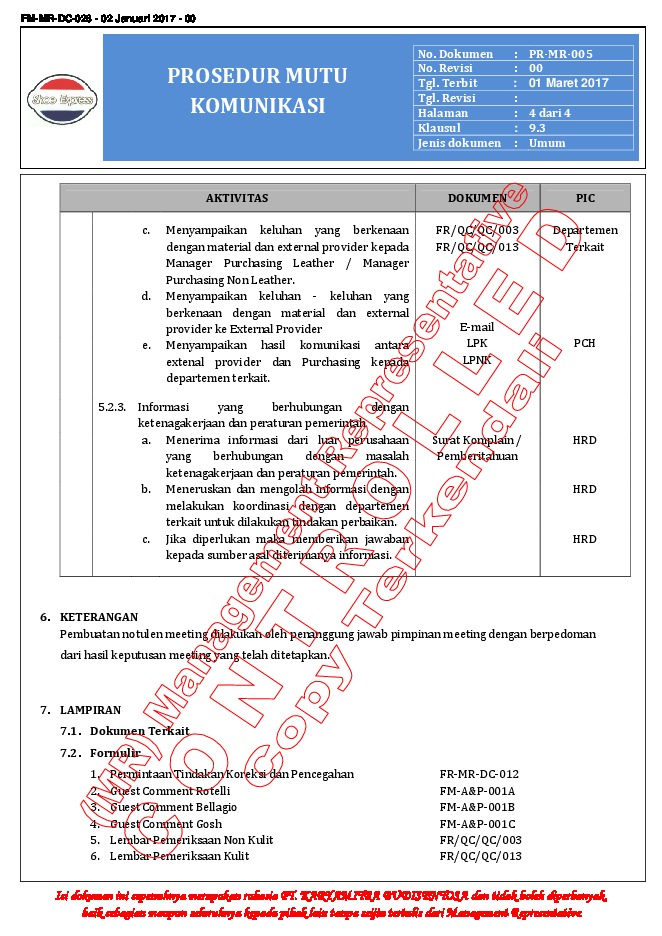 FM-MR-DC-026 - 02 Januari 2017 - 00
Shoe Express
PROSEDUR MUTU
KOMUNIKASI
No. Dokumen : PR-MR-005
No. Revisi : 00
Tgl. Terbit : 01 Maret 2017
Tgl. Revisi :
Halaman : 4 dari 4
Klausul : 9.3
Jenis dokumen : Umum
AKTIVITAS DOKUMEN PIC
c. Menyampaikan keluhan yang berkenaan FR/QC/QC/003 Departemen
dengan material dan external provider kepada FR/QC/QC/013 Terkait
Manager Purchasing Leather / Manager
Purchasing Non Leather.
d. Menyampaikan keluhan - keluhan yang
berkenaan dengan material dan external
provider ke External Provider E-mail
e. Menyampaikan hasil komunikasi antara LPK PCH
extenal provider dan Purchasing kepada LPNK
departemen terkait.
5.2.3. Informasi yang berhubungan dengan
ketenagakerjaan dan peraturan pemerintah
a. Menerima informasi dari luar perusahaan Surat Komplain / HRD
yang berhubungan dengan masalah Pemberitahuan
ketenagakerjaan dan peraturan pemerintah.
b. Meneruskan dan mengolah informasi dengan HRD
melakukan koordinasi dengan departemen
terkait untuk dilakukan tindakan perbaikan.
c. Jika diperlukan maka memberikan jawaban HRD
kepada sumber asal diterimanya informasi.
6. KETERANGAN
Pembuatan notulen meeting dilakukan oleh penanggung jawab pimpinan meeting dengan berpedoman
dari hasil keputusan meeting yang telah ditetapkan.
7. LAMPIRAN
7.1. Dokumen Terkait
7.2. Formulir
1. Permintaan Tindakan Koreksi dan Pencegahan FR-MR-DC-012
2. Guest Comment Rotelli FM-A&P-001A
3. Guest Comment Bellagio FM-A&P-001B
4. Guest Comment Gosh FM-A&P-001C
5. Lembar Pemeriksaan Non Kulit FR/QC/QC/003
6. Lembar Pemeriksaan Kulit FR/QC/QC/013
(MR) Management Representative
CONTROLLED
Copy Terkendali
Isi dokumen ini sepenuhnya merupakan rahasia PT. KARYAMITRA BUDISENTOSA dan tidak boleh diperbanyak,
baik sebagian maupun seluruhnya kepada pihak lain tanpa seijin tertulis dari Management Representative